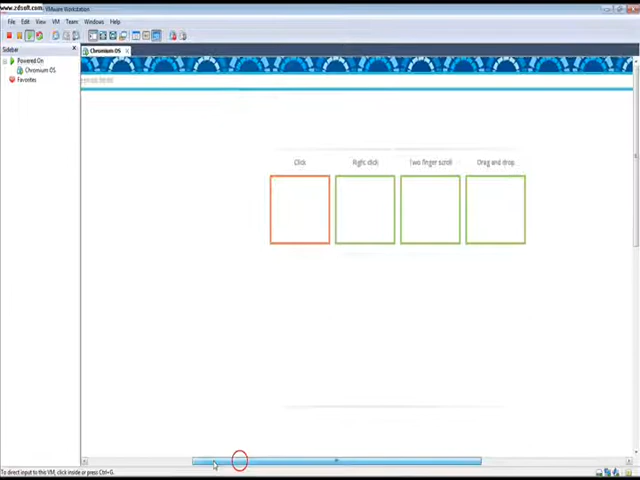 www.zdsoft.com
VMware Workstation
File Edit View VM Team Windows Help
Sidebar
Powered On
Chromium OS
Favorites
Chromium OS
Click Right click Two finger scroll Drag and drop
To direct input to this VM, click inside or press Ctrl+G.